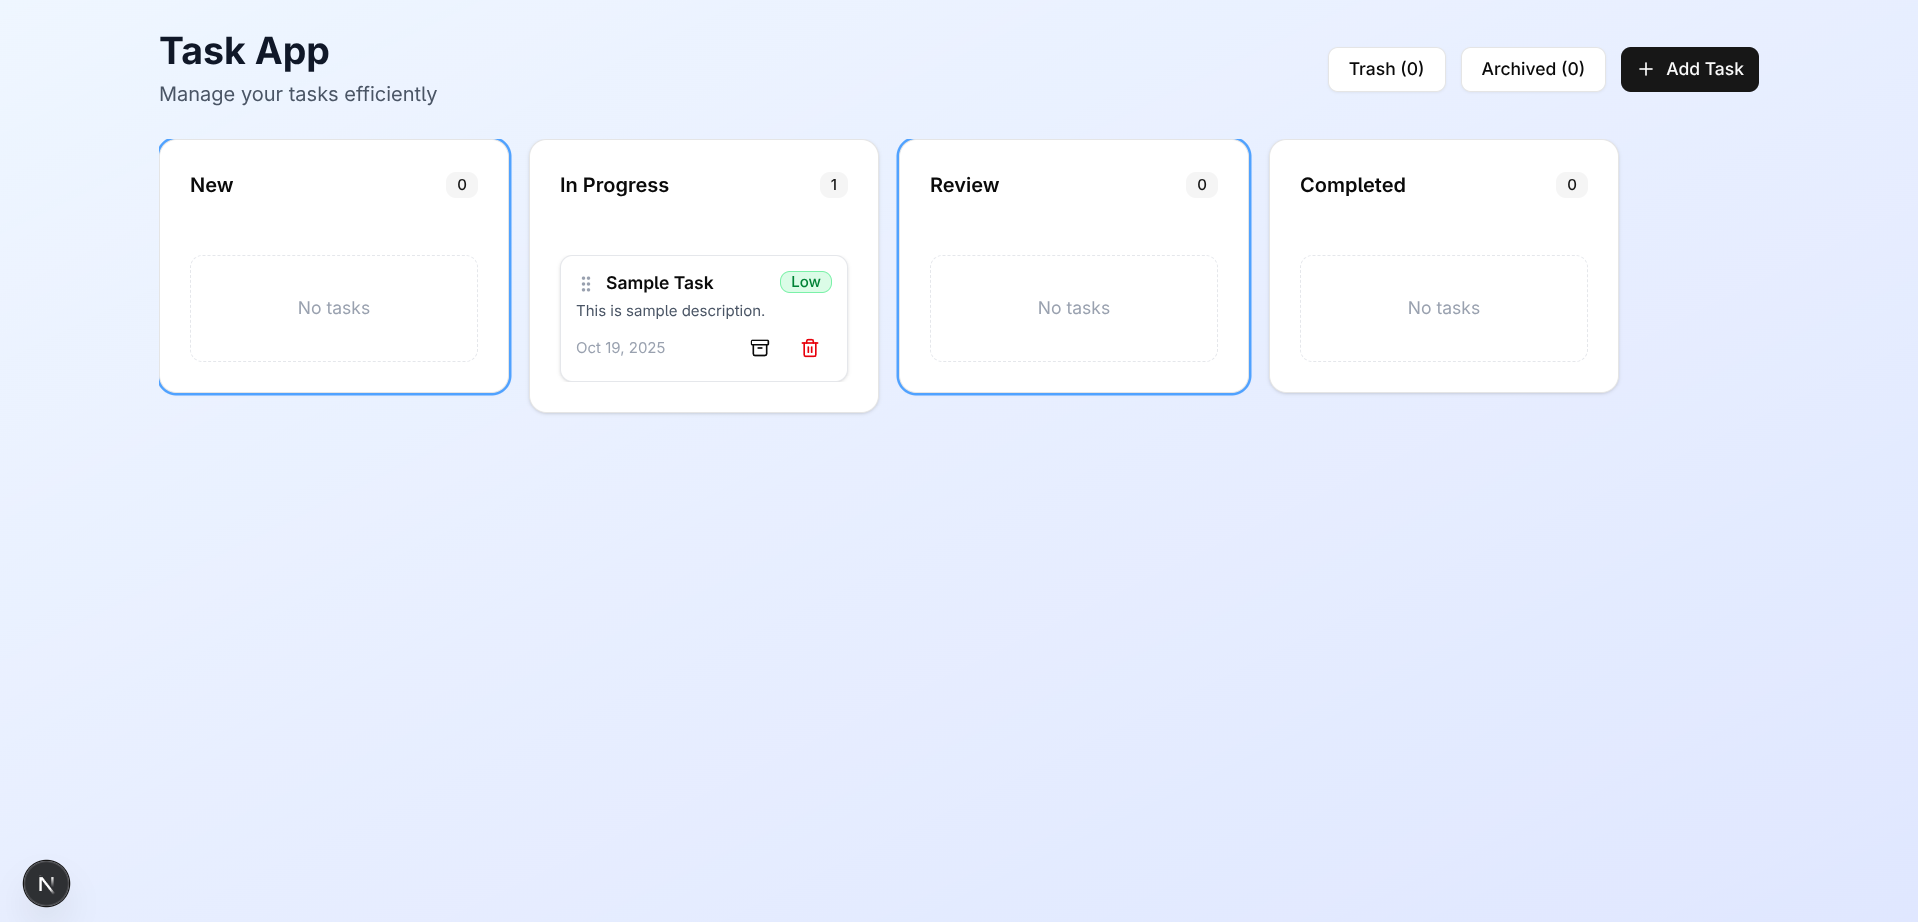 Task App
Manage your tasks efficiently
Trash (0)
Archived (0)
+ Add Task
New
0
No tasks
In Progress
1
Sample Task
Low
This is sample description.
Oct 19, 2025
Review
0
No tasks
Completed
0
No tasks
N